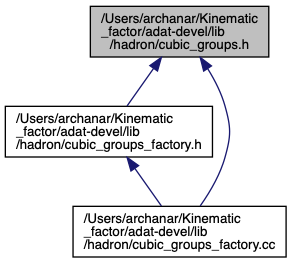 /Users/archanar/Kinematic
_factor/adat-devel/lib
/hadron/cubic_groups.h
/Users/archanar/Kinematic
_factor/adat-devel/lib
/hadron/cubic_groups_factory.h
/Users/archanar/Kinematic
_factor/adat-devel/lib
/hadron/cubic_groups_factory.cc